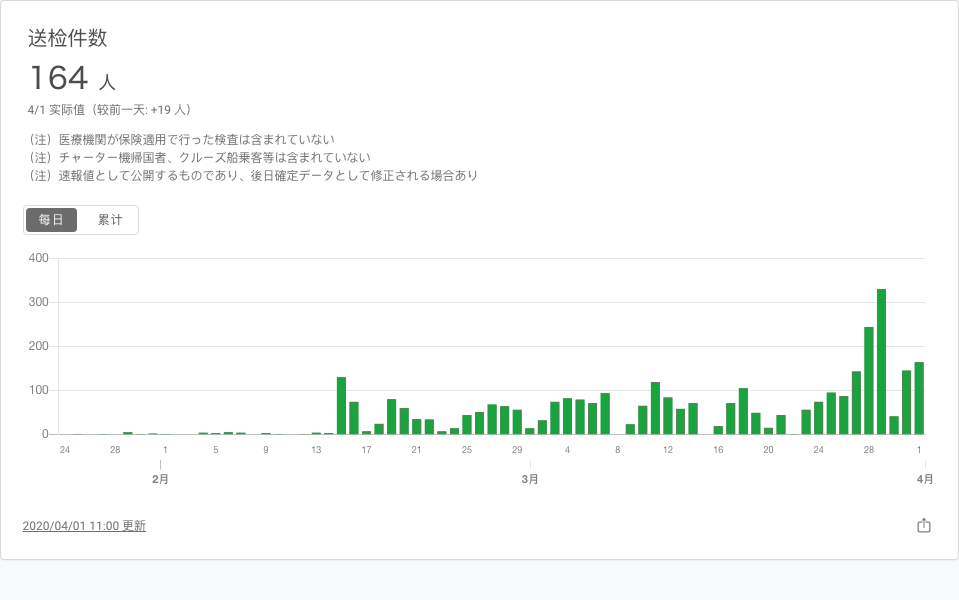 送检件数
164 人
4/1 实际值（较前一天: +19 人）
（注）医療機関が保険適用で行った検査は含まれていない
（注）チャーター機帰国者、クルーズ船乗客等は含まれていない
（注）速報値として公開するものであり、後日確定データとして修正される場合あり
每日 累计
400
300
200
100
0
24 28 1 5 9 13 17 21 25 29 4 8 12 16 20 24 28 1
2月 3月 4月
2020/04/01 11:00 更新